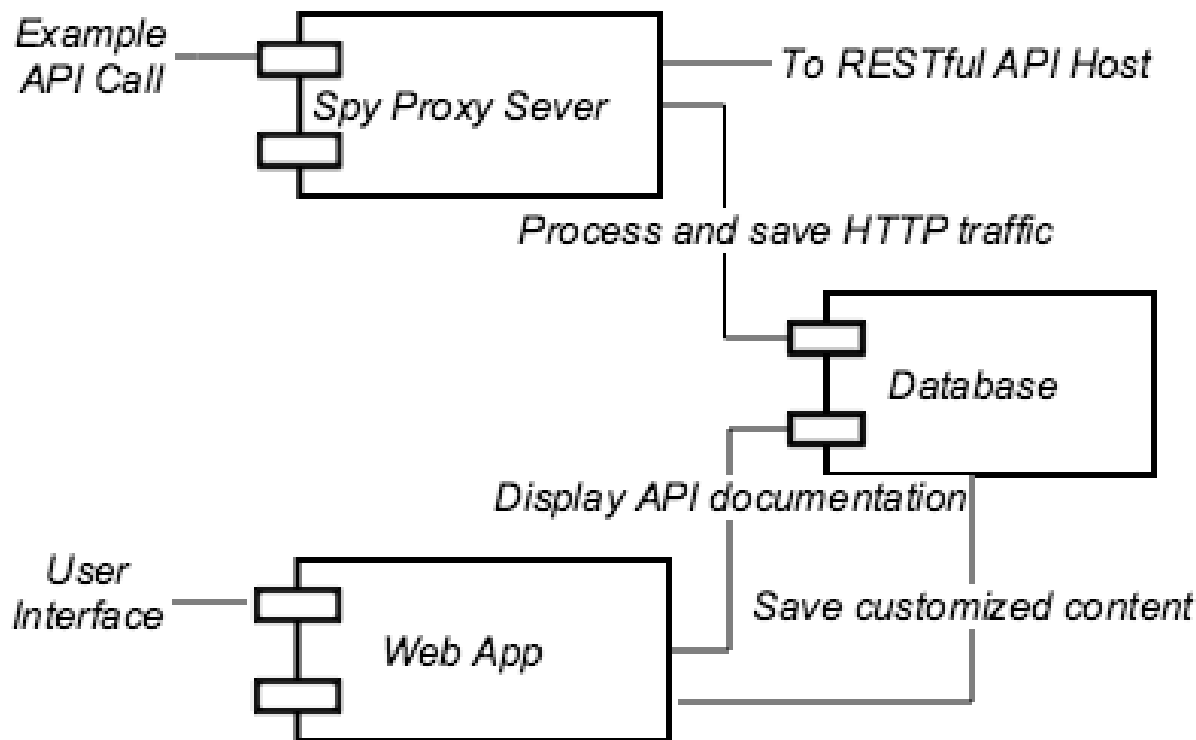 Example
API Call
To RESTful API Host
Spy Proxy Sever
Process and save HTTP traffic
Database
Display API documentation
User
Interface
Save customized content
Web App